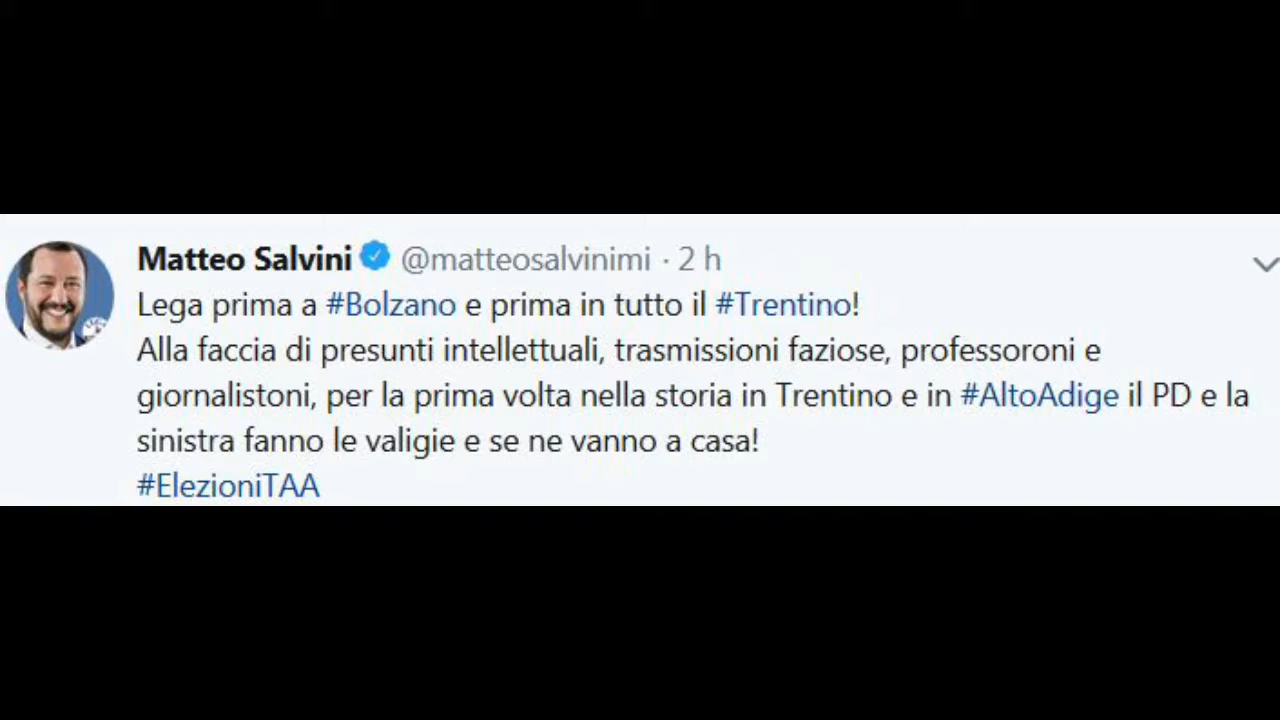 Matteo Salvini @matteosalvinimi · 2 h
Lega prima a #Bolzano e prima in tutto il #Trentino!
Alla faccia di presunti intellettuali, trasmissioni faziose, professoroni e
giornalistoni, per la prima volta nella storia in Trentino e in #AltoAdige il PD e la
sinistra fanno le valigie e se ne vanno a casa!
#ElezioniTAA